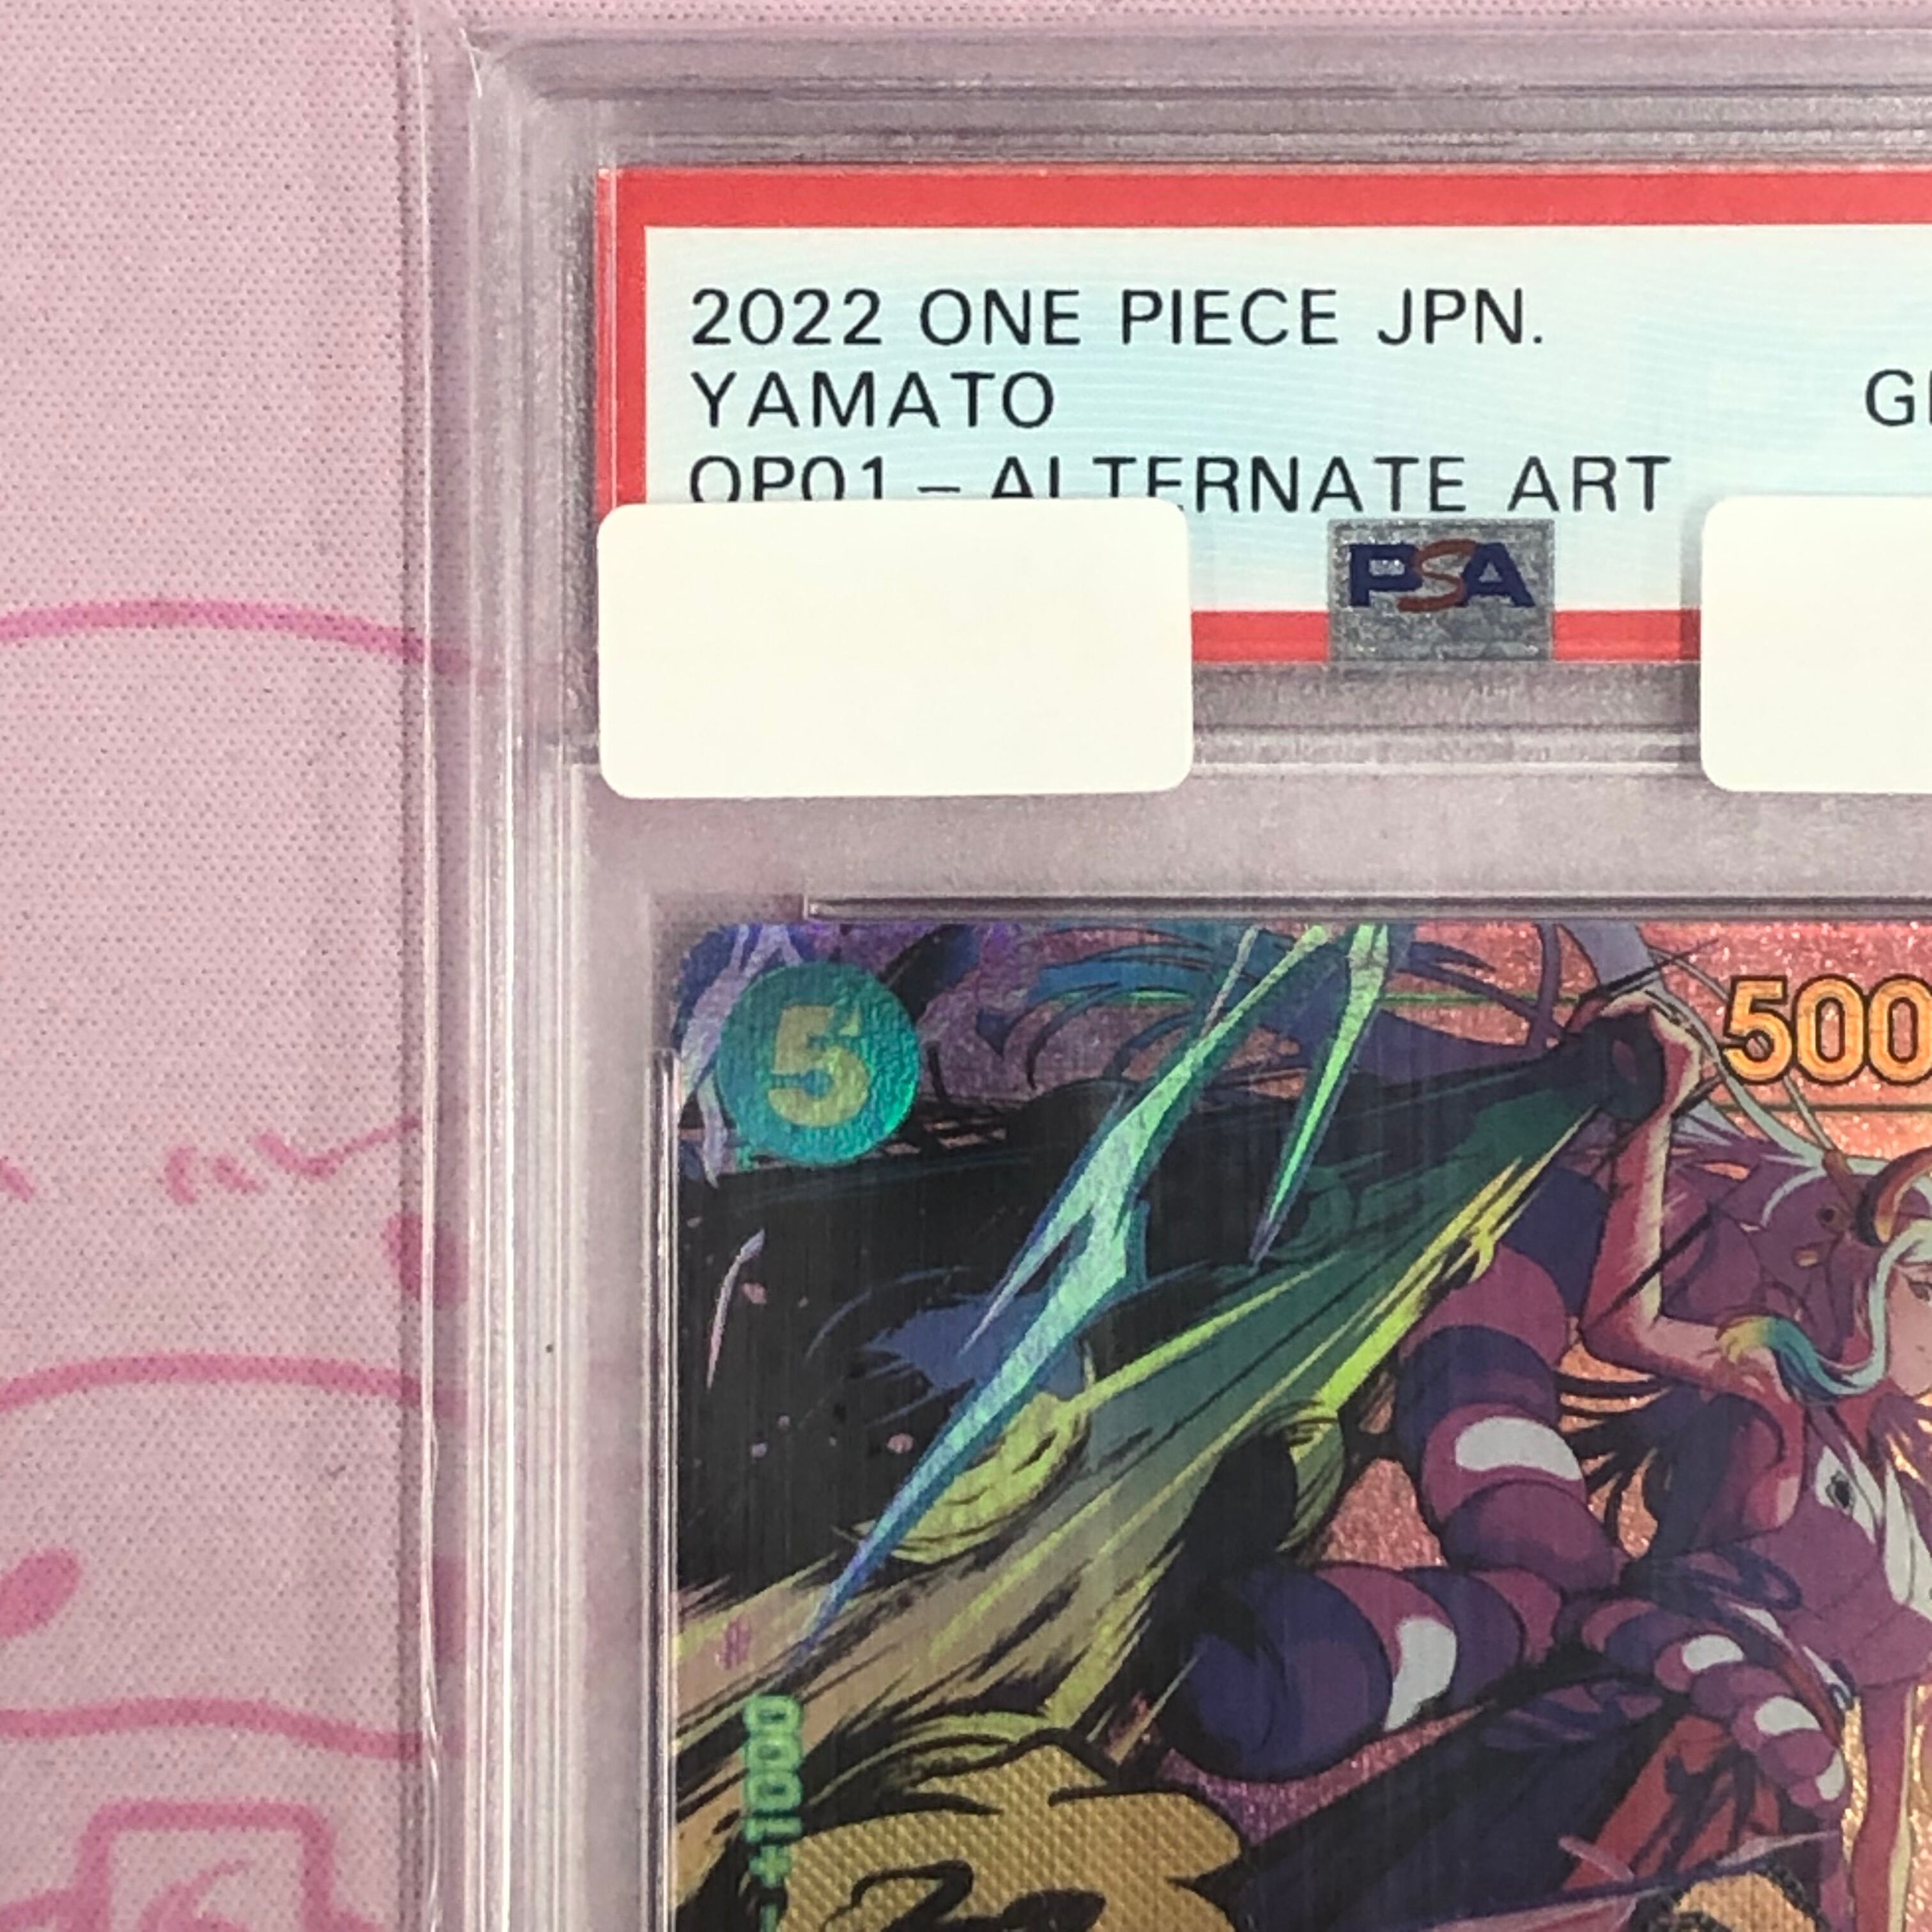 2022 ONE PIECE JPN.
YAMATO
OP01 – ALTERNATE ART
PSA
5
500
+1000